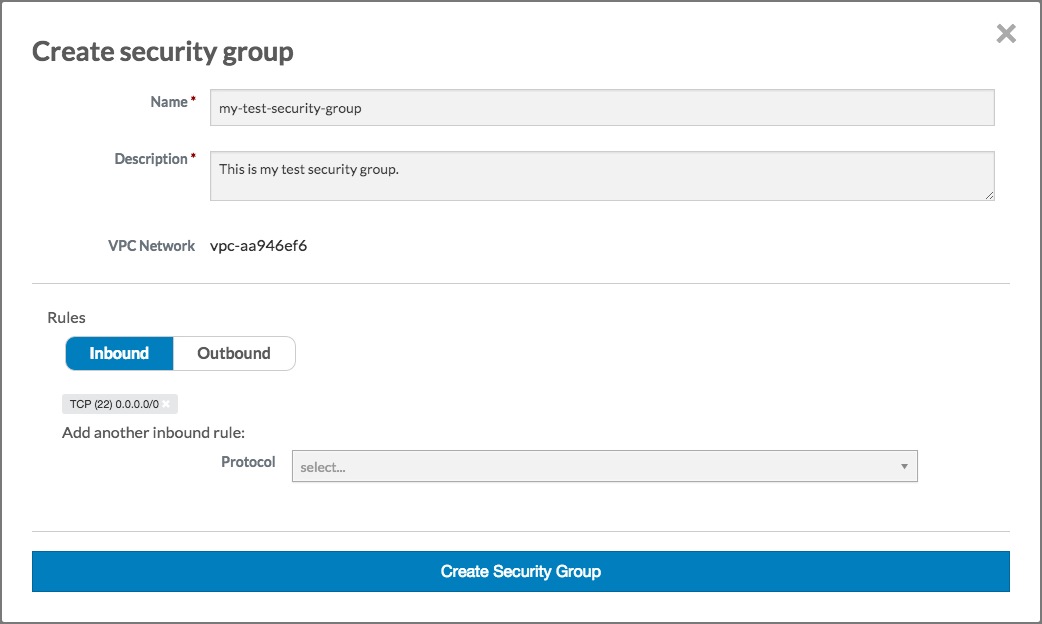 Create security group
Name *
my-test-security-group
Description *
This is my test security group.
VPC Network vpc-aa946ef6
Rules
Inbound Outbound
TCP (22) 0.0.0.0/0 ×
Add another inbound rule:
Protocol select...
Create Security Group